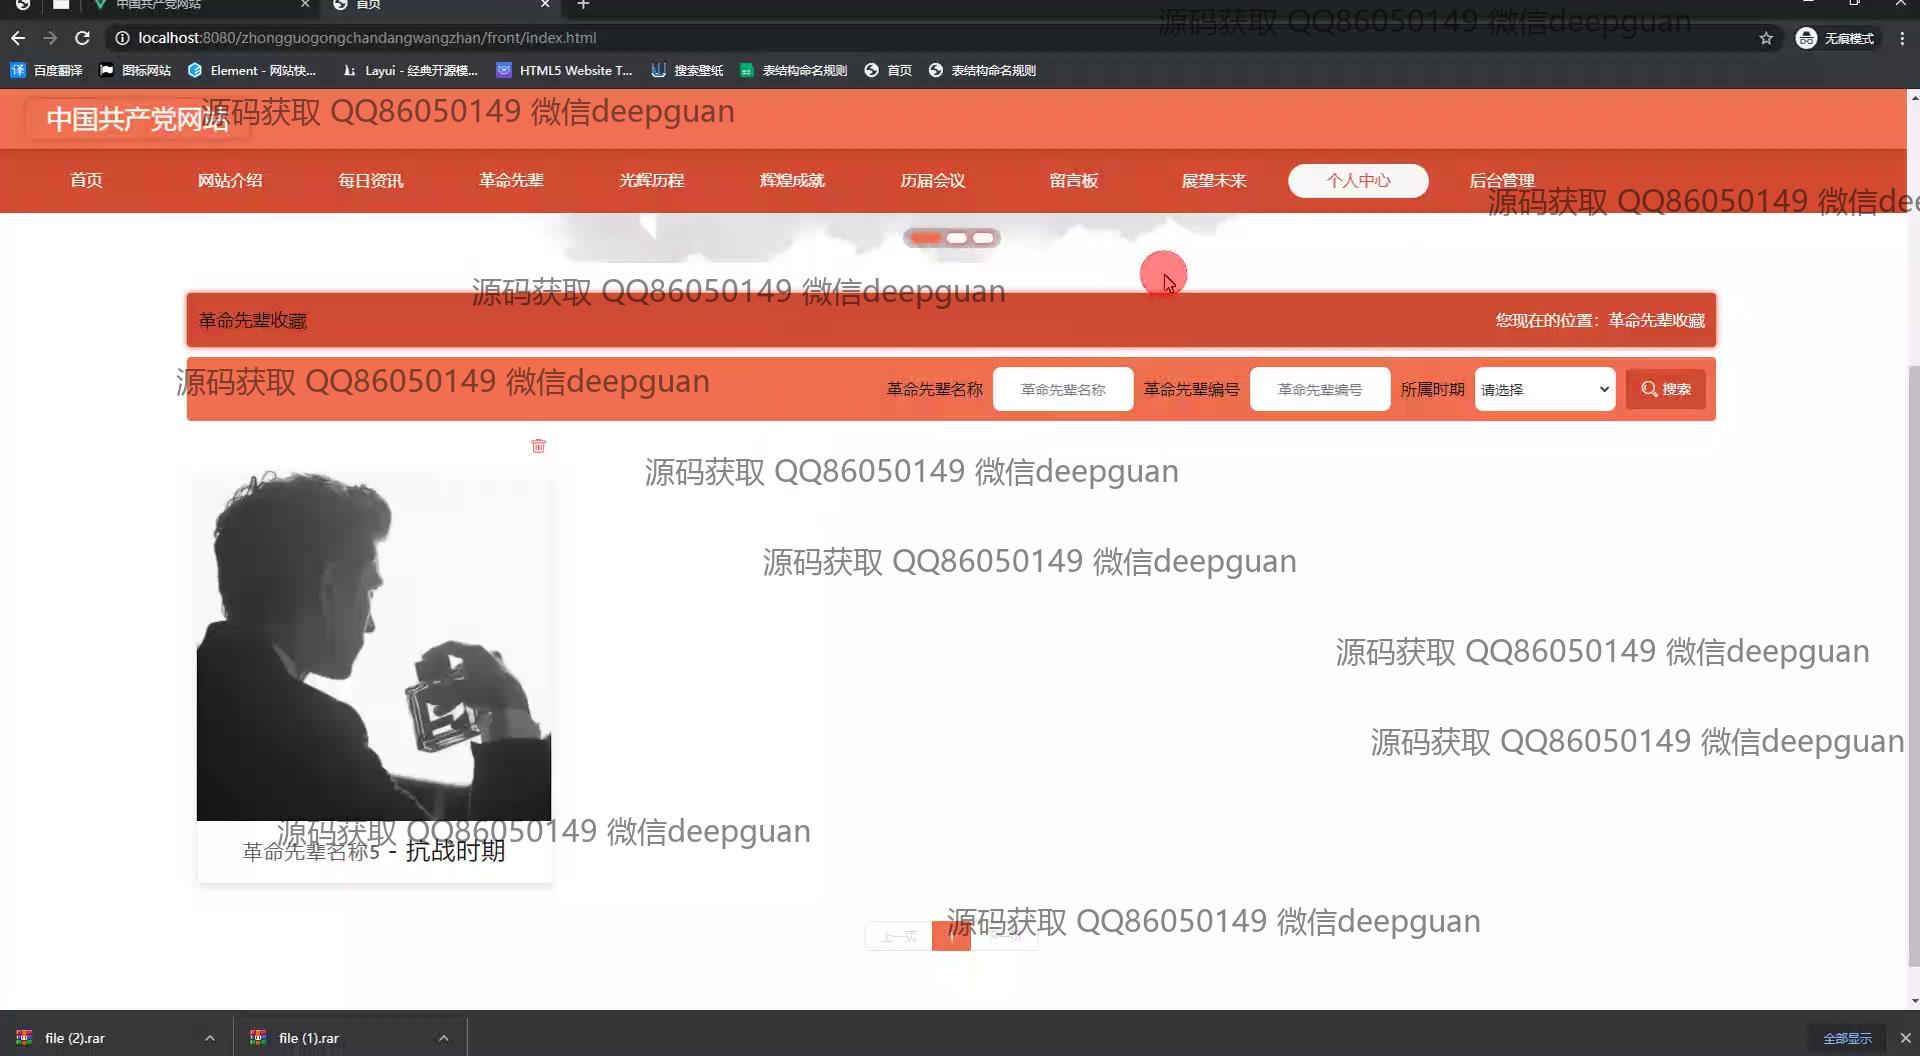 中国共产党网站
首页
源码获取 QQ86050149 微信deepguan
localhost:8080/zhongguogongchandangwangzhan/front/index.html
无痕模式
百度翻译
图标网站
Element - 网站快...
Layui - 经典开源模...
HTML5 Website T...
搜索壁纸
表结构命名规则
首页
表结构命名规则
中国共产党网站
源码获取 QQ86050149 微信deepguan
首页
网站介绍
每日资讯
革命先辈
光辉历程
辉煌成就
历届会议
留言板
展望未来
个人中心
后台管理
源码获取 QQ86050149 微信dee
源码获取 QQ86050149 微信deepguan
革命先辈收藏
您现在的位置：革命先辈收藏
源码获取 QQ86050149 微信deepguan
革命先辈名称
革命先辈名称
革命先辈编号
革命先辈编号
所属时期
请选择
搜索
源码获取 QQ86050149 微信deepguan
源码获取 QQ86050149 微信deepguan
源码获取 QQ86050149 微信deepguan
源码获取 QQ86050149 微信deepguan
源码获取 QQ86050149 微信deepguan
革命先辈名称5 - 抗战时期
源码获取 QQ86050149 微信deepguan
上一页
1
下一页
file (2).rar
file (1).rar
全部显示